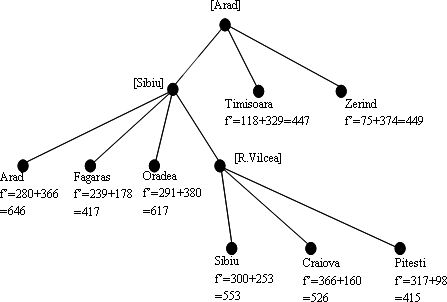 [Arad]
[Sibiu]
Timisoara
f'=118+329=447
Zerind
f'=75+374=449
[R.Vilcea]
Arad
f'=280+366
=646
Fagaras
f'=239+178
=417
Oradea
f'=291+380
=617
Sibiu
f'=300+253
=553
Craiova
f'=366+160
=526
Pitesti
f'=317+98
=415